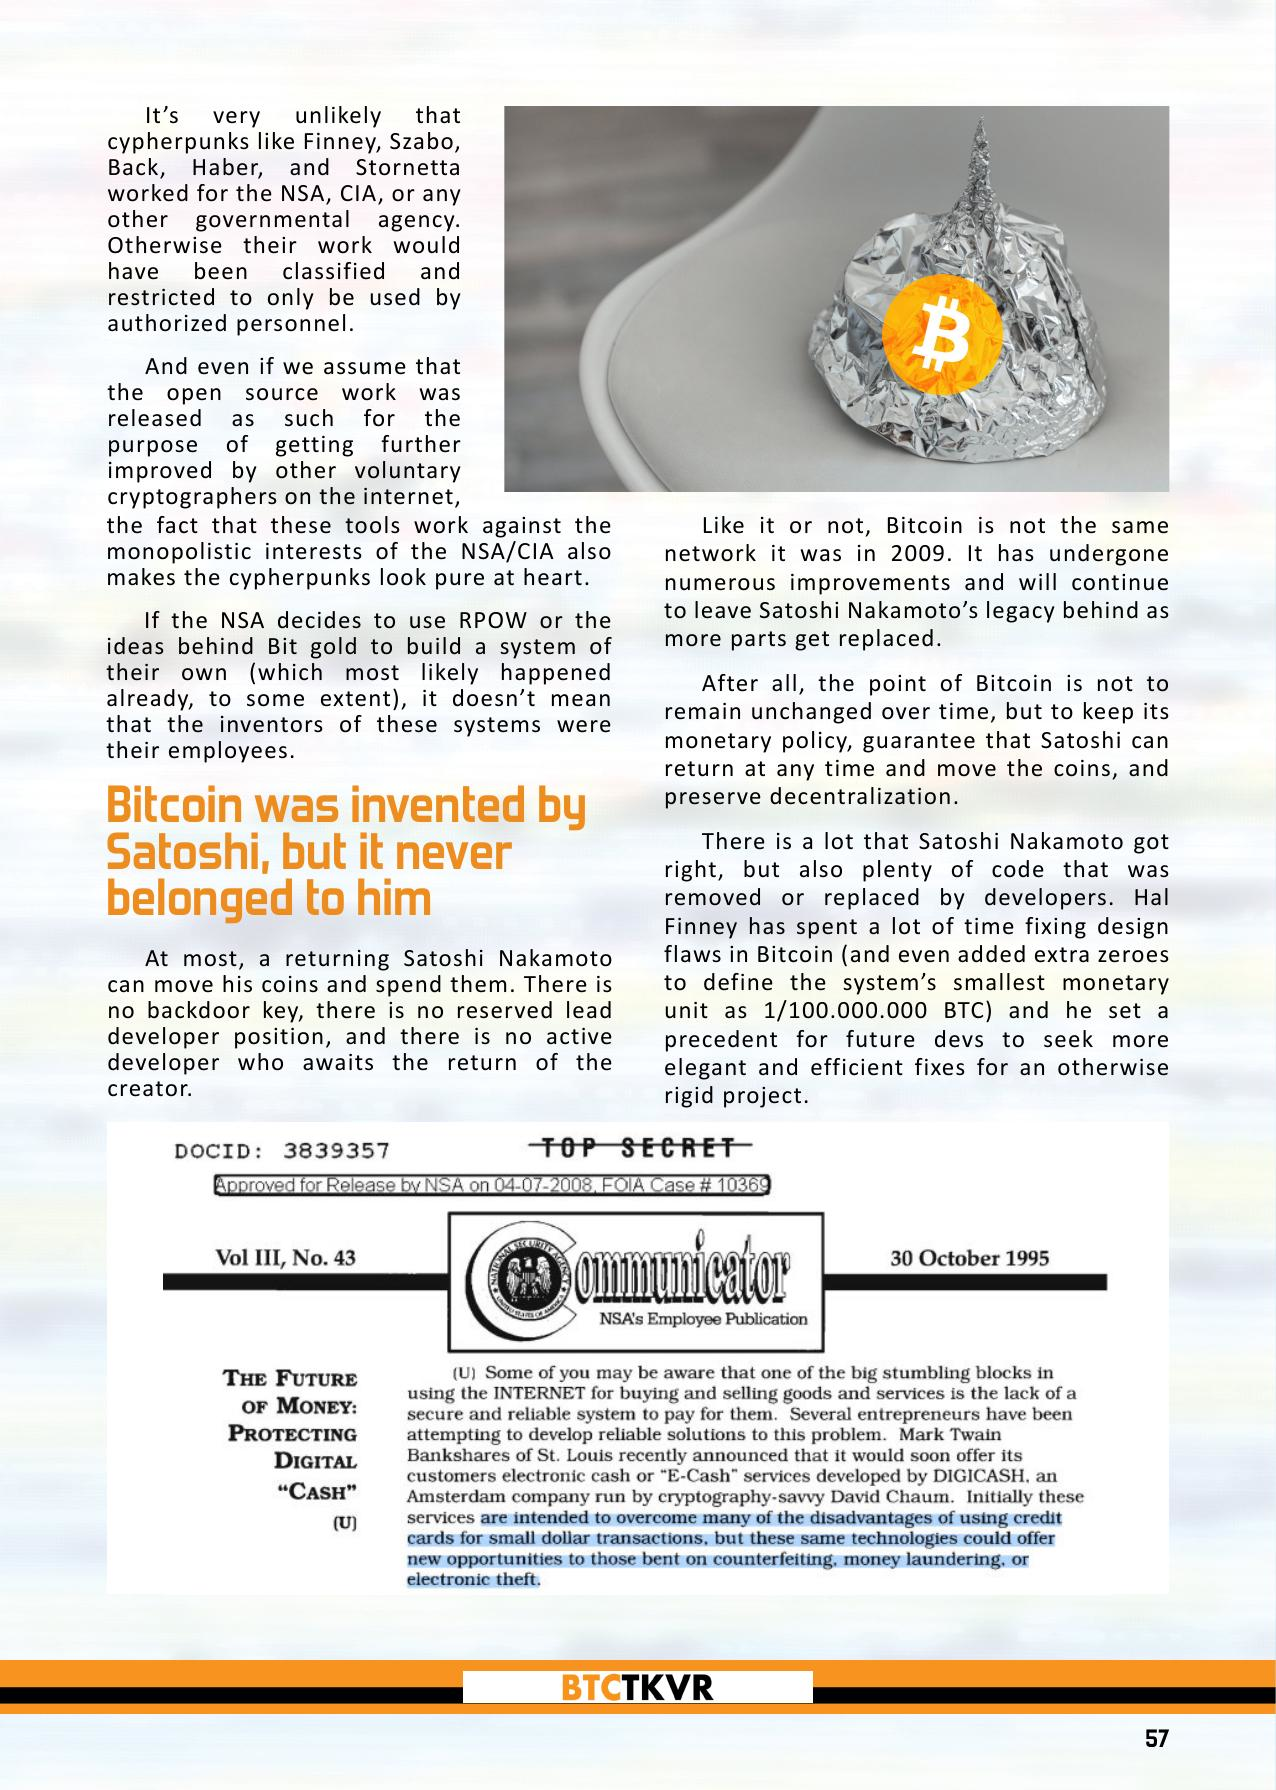 It’s very unlikely that
cypherpunks like Finney, Szabo,
Back, Haber, and Stornetta
worked for the NSA, CIA, or any
other governmental agency.
Otherwise their work would
have been classified and
restricted to only be used by
authorized personnel.
And even if we assume that
the open source work was
released as such for the
purpose of getting further
improved by other voluntary
cryptographers on the internet,
the fact that these tools work against the
monopolistic interests of the NSA/CIA also
makes the cypherpunks look pure at heart.
If the NSA decides to use RPOW or the
ideas behind Bit gold to build a system of
their own (which most likely happened
already, to some extent), it doesn’t mean
that the inventors of these systems were
their employees.
Bitcoin was invented by
Satoshi, but it never
belonged to him
At most, a returning Satoshi Nakamoto
can move his coins and spend them. There is
no backdoor key, there is no reserved lead
developer position, and there is no active
developer who awaits the return of the
creator.
Like it or not, Bitcoin is not the same
network it was in 2009. It has undergone
numerous improvements and will continue
to leave Satoshi Nakamoto’s legacy behind as
more parts get replaced.
After all, the point of Bitcoin is not to
remain unchanged over time, but to keep its
monetary policy, guarantee that Satoshi can
return at any time and move the coins, and
preserve decentralization.
There is a lot that Satoshi Nakamoto got
right, but also plenty of code that was
removed or replaced by developers. Hal
Finney has spent a lot of time fixing design
flaws in Bitcoin (and even added extra zeroes
to define the system’s smallest monetary
unit as 1/100.000.000 BTC) and he set a
precedent for future devs to seek more
elegant and efficient fixes for an otherwise
rigid project.
DOCID: 3839357 TOP SECRET
Approved for Release by NSA on 04-07-2008, FOIA Case # 10369
Vol III, No. 43
NATIONAL SECURITY AGENCY
UNITED STATES OF AMERICA
Communicator
NSA's Employee Publication
30 October 1995
THE FUTURE
OF MONEY:
PROTECTING
DIGITAL
“CASH”
(U)
(U) Some of you may be aware that one of the big stumbling blocks in
using the INTERNET for buying and selling goods and services is the lack of a
secure and reliable system to pay for them. Several entrepreneurs have been
attempting to develop reliable solutions to this problem. Mark Twain
Bankshares of St. Louis recently announced that it would soon offer its
customers electronic cash or “E-Cash” services developed by DIGICASH, an
Amsterdam company run by cryptography-savvy David Chaum. Initially these
services are intended to overcome many of the disadvantages of using credit
cards for small dollar transactions, but these same technologies could offer
new opportunities to those bent on counterfeiting, money laundering, or
electronic theft.
BTCTKVR
57